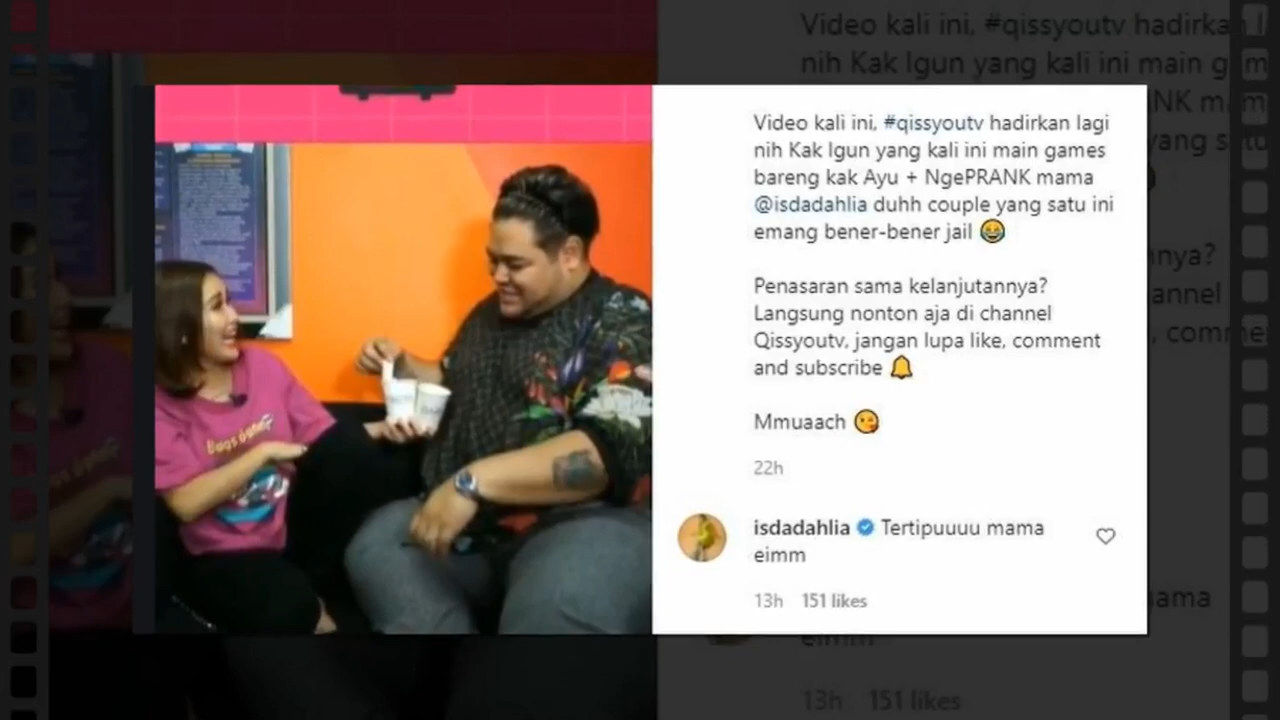 Video kali ini, #qissyoutv hadirkan lagi
nih Kak Igun yang kali ini main games
bareng kak Ayu + NgePRANK mama
@isdadahlia duhh couple yang satu ini
emang bener-bener jail 😂
Penasaran sama kelanjutannya?
Langsung nonton aja di channel
Qissyoutv, jangan lupa like, comment
and subscribe 🔔
Mmuaach 😘
22h
isdadahlia Tertipuuuu mama
eimm
13h 151 likes